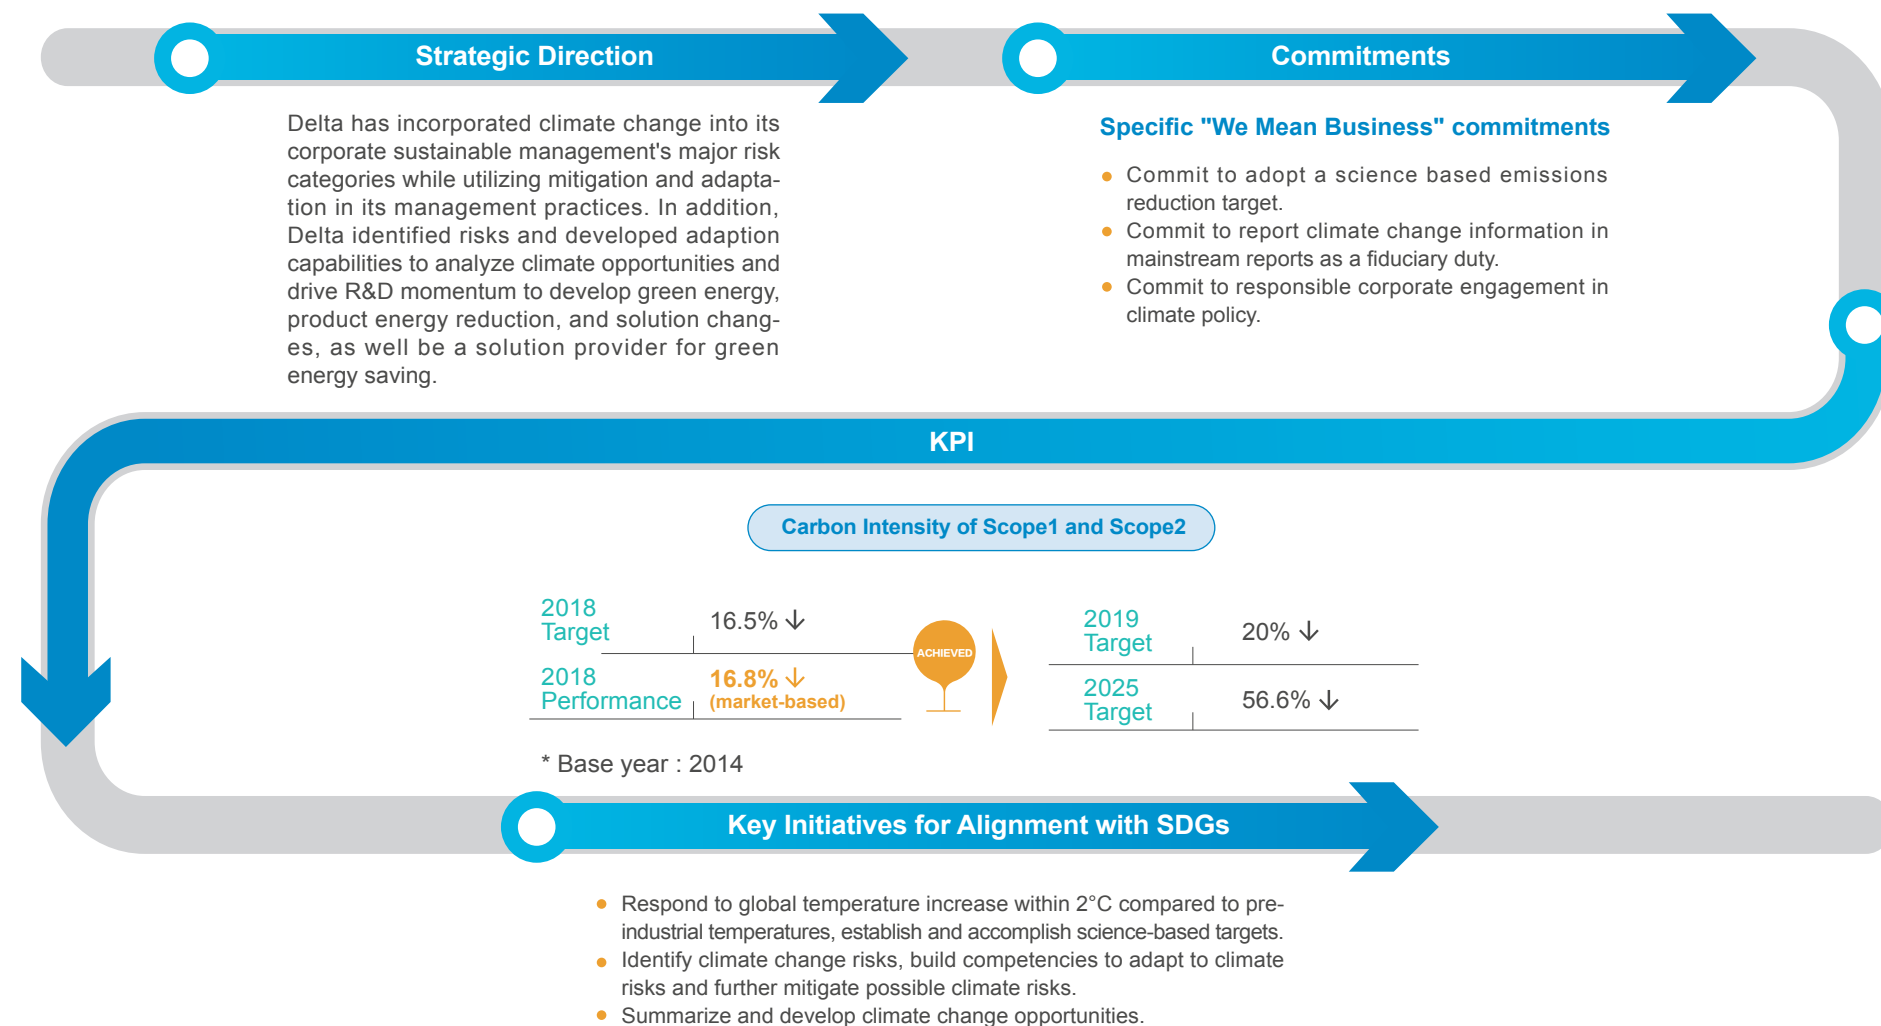 Strategic Direction
Delta has incorporated climate change into its
corporate sustainable management's major risk
categories while utilizing mitigation and adapta-
tion in its management practices. In addition,
Delta identified risks and developed adaption
capabilities to analyze climate opportunities and
drive R&D momentum to develop green energy,
product energy reduction, and solution chang-
es, as well be a solution provider for green
energy saving.
Commitments
Specific "We Mean Business" commitments
• Commit to adopt a science based emissions
reduction target.
• Commit to report climate change information in
mainstream reports as a fiduciary duty.
• Commit to responsible corporate engagement in
climate policy.
KPI
Carbon Intensity of Scope1 and Scope2
2018
Target
16.5% ↓
2018
Performance
16.8% ↓
(market-based)
ACHIEVED
2019
Target
20% ↓
2025
Target
56.6% ↓
* Base year : 2014
Key Initiatives for Alignment with SDGs
• Respond to global temperature increase within 2°C compared to pre-
industrial temperatures, establish and accomplish science-based targets.
• Identify climate change risks, build competencies to adapt to climate
risks and further mitigate possible climate risks.
• Summarize and develop climate change opportunities.